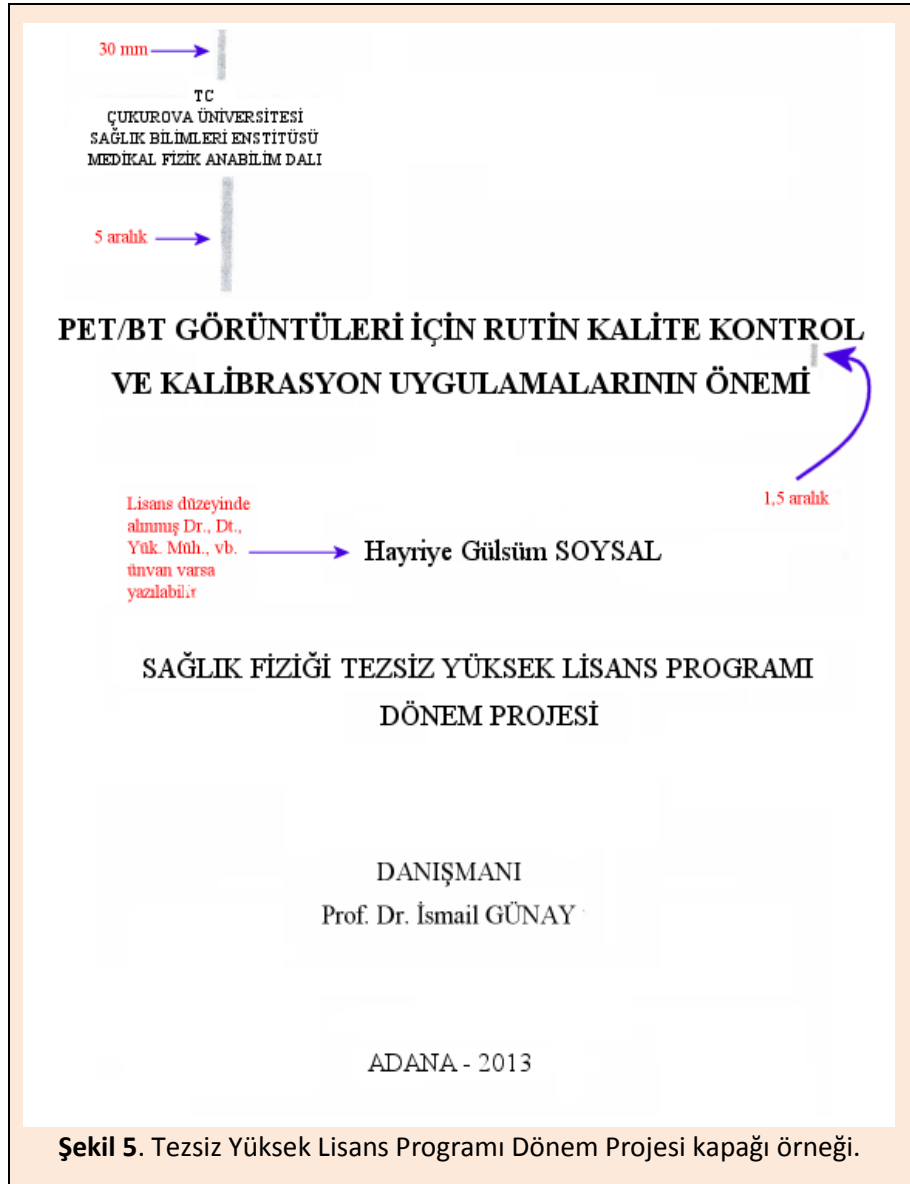 30 mm
TC
ÇUKUROVA ÜNİVERSİTESİ
SAĞLIK BİLİMLERİ ENSTİTÜSÜ
MEDİKAL FİZİK ANABİLİM DALI
5 aralık
PET/BT GÖRÜNTÜLERİ İÇİN RUTİN KALİTE KONTROL
VE KALİBRASYON UYGULAMALARININ ÖNEMİ
1,5 aralık
Lisans düzeyinde
alınmış Dr., Dt.,
Yük. Müh., vb.
ünvan varsa
yazılabilir
Hayriye Gülsüm SOYSAL
SAĞLIK FİZİĞİ TEZSİZ YÜKSEK LİSANS PROGRAMI
DÖNEM PROJESİ
DANIŞMANI
Prof. Dr. İsmail GÜNAY
ADANA - 2013
Şekil 5. Tezsiz Yüksek Lisans Programı Dönem Projesi kapağı örneği.